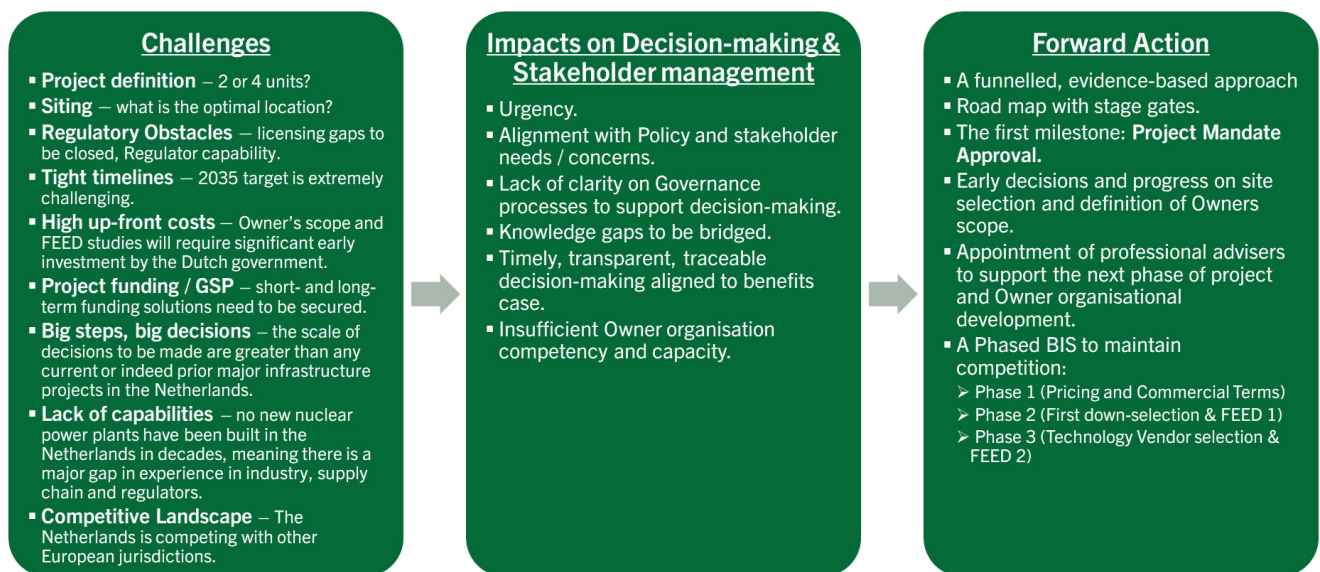 Challenges
▪ Project definition – 2 or 4 units?
▪ Siting – what is the optimal location?
▪ Regulatory Obstacles – licensing gaps to
be closed, Regulator capability.
▪ Tight timelines – 2035 target is extremely
challenging.
▪ High up-front costs – Owner's scope and
FEED studies will require significant early
investment by the Dutch government.
▪ Project funding / GSP – short- and long-
term funding solutions need to be secured.
▪ Big steps, big decisions – the scale of
decisions to be made are greater than any
current or indeed prior major infrastructure
projects in the Netherlands.
▪ Lack of capabilities – no new nuclear
power plants have been built in the
Netherlands in decades, meaning there is a
major gap in experience in industry, supply
chain and regulators.
▪ Competitive Landscape – The
Netherlands is competing with other
European jurisdictions.
Impacts on Decision-making &
Stakeholder management
▪ Urgency.
▪ Alignment with Policy and stakeholder
needs / concerns.
▪ Lack of clarity on Governance
processes to support decision-making.
▪ Knowledge gaps to be bridged.
▪ Timely, transparent, traceable
decision-making aligned to benefits
case.
▪ Insufficient Owner organisation
competency and capacity.
Forward Action
▪ A funnelled, evidence-based approach
▪ Road map with stage gates.
▪ The first milestone: Project Mandate
Approval.
▪ Early decisions and progress on site
selection and definition of Owners
scope.
▪ Appointment of professional advisers
to support the next phase of project
and Owner organisational
development.
▪ A Phased BIS to maintain
competition:
➢ Phase 1 (Pricing and Commercial Terms)
➢ Phase 2 (First down-selection & FEED 1)
➢ Phase 3 (Technology Vendor selection &
FEED 2)